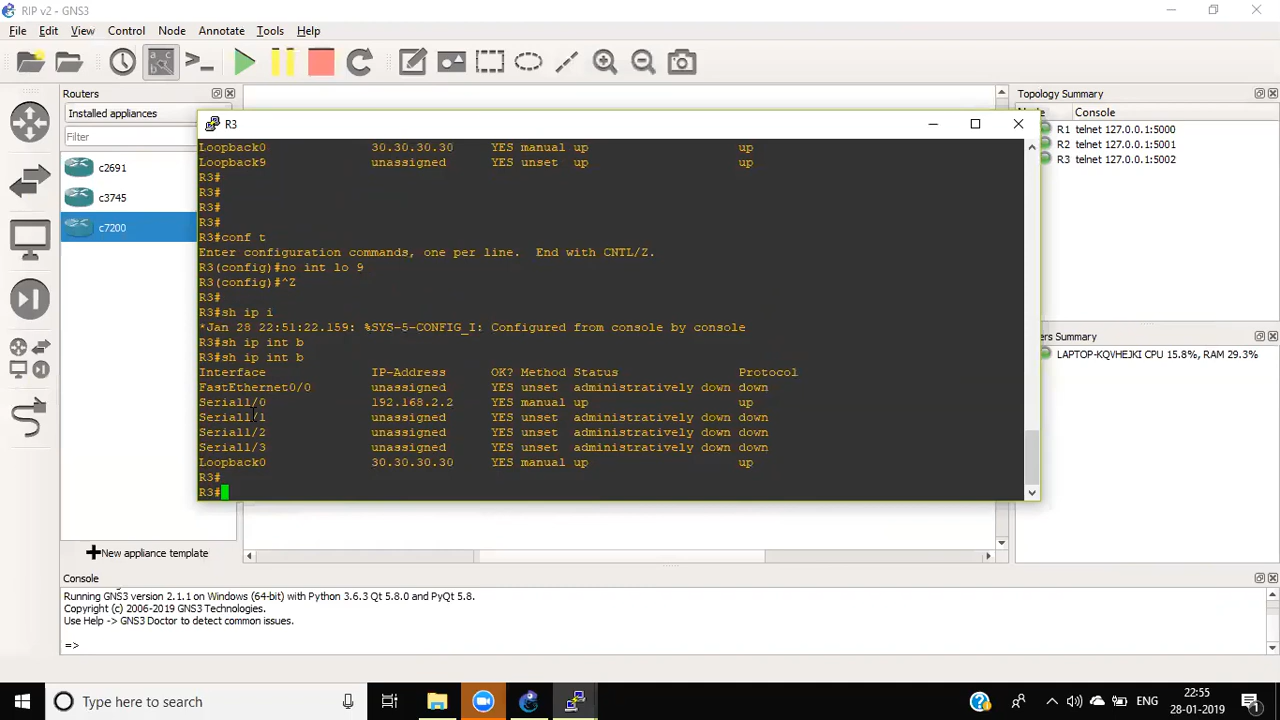 RIP v2 - GNS3
File Edit View Control Node Annotate Tools Help
Routers
Installed appliances
Filter
c2691
c3745
c7200
New appliance template
R3
Loopback0 30.30.30.30 YES manual up up
Loopback9 unassigned YES unset up up
R3#
R3#
R3#
R3#
R3#conf t
Enter configuration commands, one per line. End with CNTL/Z.
R3(config)#no int lo 9
R3(config)#^Z
R3#
R3#sh ip i
*Jan 28 22:51:22.159: %SYS-5-CONFIG_I: Configured from console by console
R3#sh ip int b
R3#sh ip int b
Interface IP-Address OK? Method Status Protocol
FastEthernet0/0 unassigned YES unset administratively down down
Serial1/0 192.168.2.2 YES manual up up
Serial1/1 unassigned YES unset administratively down down
Serial1/2 unassigned YES unset administratively down down
Serial1/3 unassigned YES unset administratively down down
Loopback0 30.30.30.30 YES manual up up
R3#
R3#
Topology Summary
Console
R1 telnet 127.0.0.1:5000
R2 telnet 127.0.0.1:5001
R3 telnet 127.0.0.1:5002
ers Summary
LAPTOP-KQVHEJKI CPU 15.8%, RAM 29.3%
Console
Running GNS3 version 2.1.1 on Windows (64-bit) with Python 3.6.3 Qt 5.8.0 and PyQt 5.8.
Copyright (c) 2006-2019 GNS3 Technologies.
Use Help -> GNS3 Doctor to detect common issues.
=>
Type here to search
ENG
22:55
28-01-2019